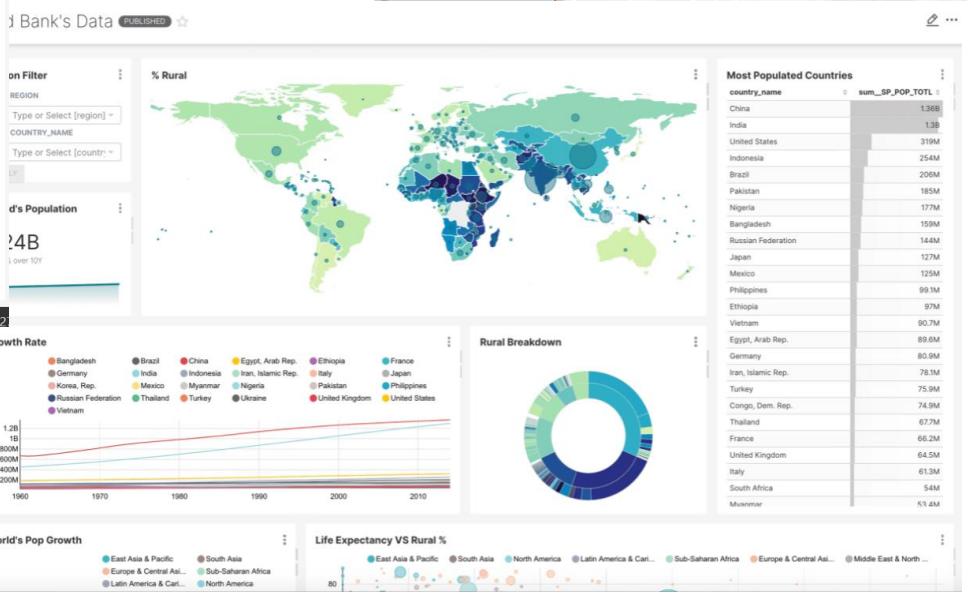 d Bank's Data PUBLISHED
on Filter
REGION
Type or Select [region]
COUNTRY_NAME
Type or Select [country
LY
d's Population
24B
over 10Y
% Rural
Most Populated Countries
country_name sum__SP_POP_TOTL
China 1.36B
India 1.3B
United States 319M
Indonesia 254M
Brazil 206M
Pakistan 185M
Nigeria 177M
Bangladesh 159M
Russian Federation 144M
Japan 127M
Mexico 125M
Philippines 99.1M
Ethiopia 97M
Vietnam 90.7M
Egypt, Arab Rep. 89.6M
Germany 80.9M
Iran, Islamic Rep. 78.1M
Turkey 75.9M
Congo, Dem. Rep. 74.9M
Thailand 67.7M
France 66.2M
United Kingdom 64.5M
Italy 61.3M
South Africa 54M
Myanmar 53.4M
owth Rate
Bangladesh Brazil China Egypt, Arab Rep. Ethiopia France
Germany India Indonesia Iran, Islamic Rep. Italy Japan
Korea, Rep. Mexico Myanmar Nigeria Pakistan Philippines
Russian Federation Thailand Turkey Ukraine United Kingdom United States
Vietnam
1.2B
1B
800M
600M
400M
200M
1960 1970 1980 1990 2000 2010
Rural Breakdown
orld's Pop Growth
East Asia & Pacific South Asia
Europe & Central Asi... Sub-Saharan Africa
Latin America & Cari... North America
Life Expectancy VS Rural %
East Asia & Pacific South Asia North America Latin America & Cari... Sub-Saharan Africa Europe & Central Asi... Middle East & North ...
80